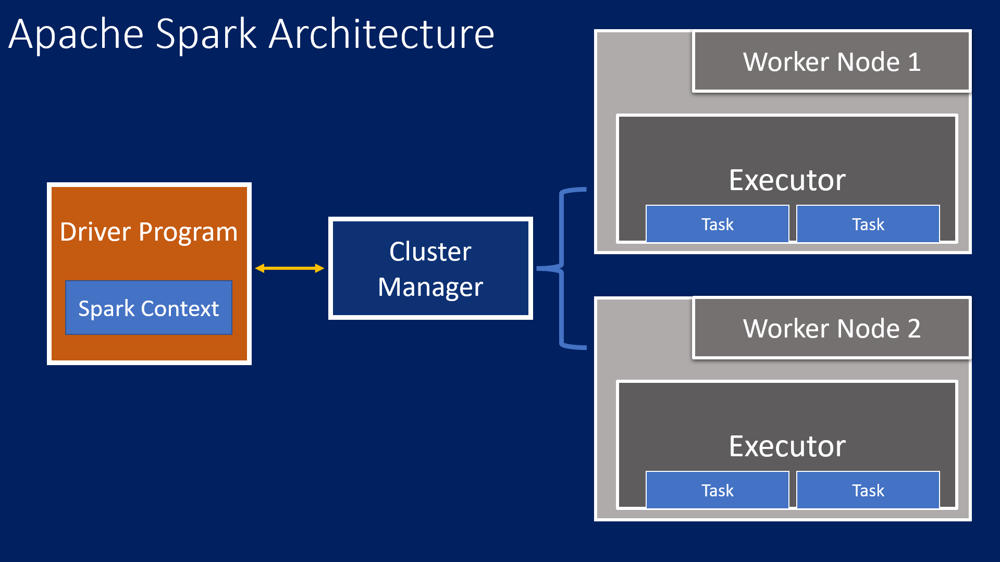 Apache Spark Architecture
Driver Program
Spark Context
Cluster
Manager
Worker Node 1
Executor
Task
Task
Worker Node 2
Executor
Task
Task